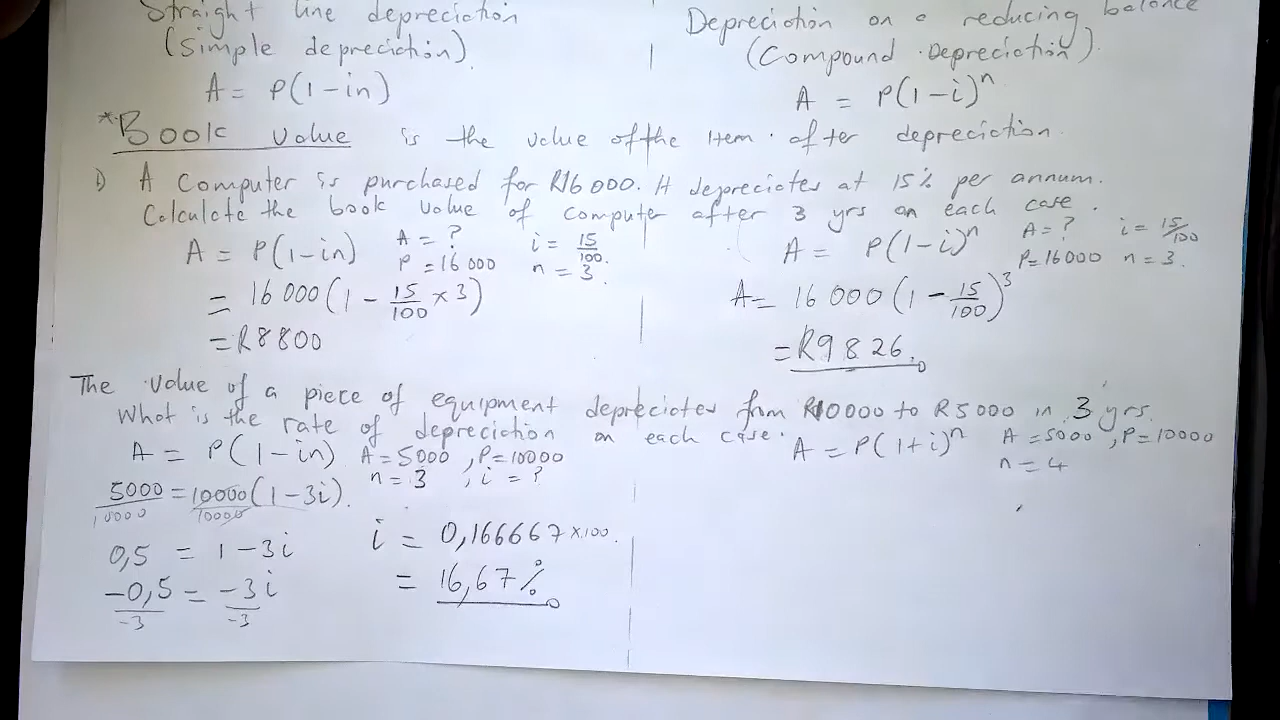 Straight line depreciation
(Simple depreciation)
A = P(1-in)
Depreciation on a reducing balance
(Compound Depreciation)
A = P(1-i)^n
*Book value is the value of the item after depreciation.
1) A computer is purchased for R16 000. It depreciates at 15% per annum.
Calculate the book value of computer after 3 yrs on each case.
A = P(1-in) A = ? i = 15/100
P = 16 000 n = 3
= 16 000(1 - 15/100 × 3)
= R8800
A = P(1-i)^n A = ? i = 15/100
P = 16000 n = 3.
A = 16 000(1 - 15/100)^3
= R9 826
The value of a piece of equipment depreciates from R10000 to R5000 in 3 yrs.
What is the rate of depreciation on each case.
A = P(1-in) A = 5000, P = 10000
n = 3, i = ?
5000/10000 = 10000/10000(1-3i).
0,5 = 1-3i
-0,5/-3 = -3i/-3
i = 0,166667 ×100.
= 16,67%
A = P(1+i)^n A = 5000, P = 10000
n = 4